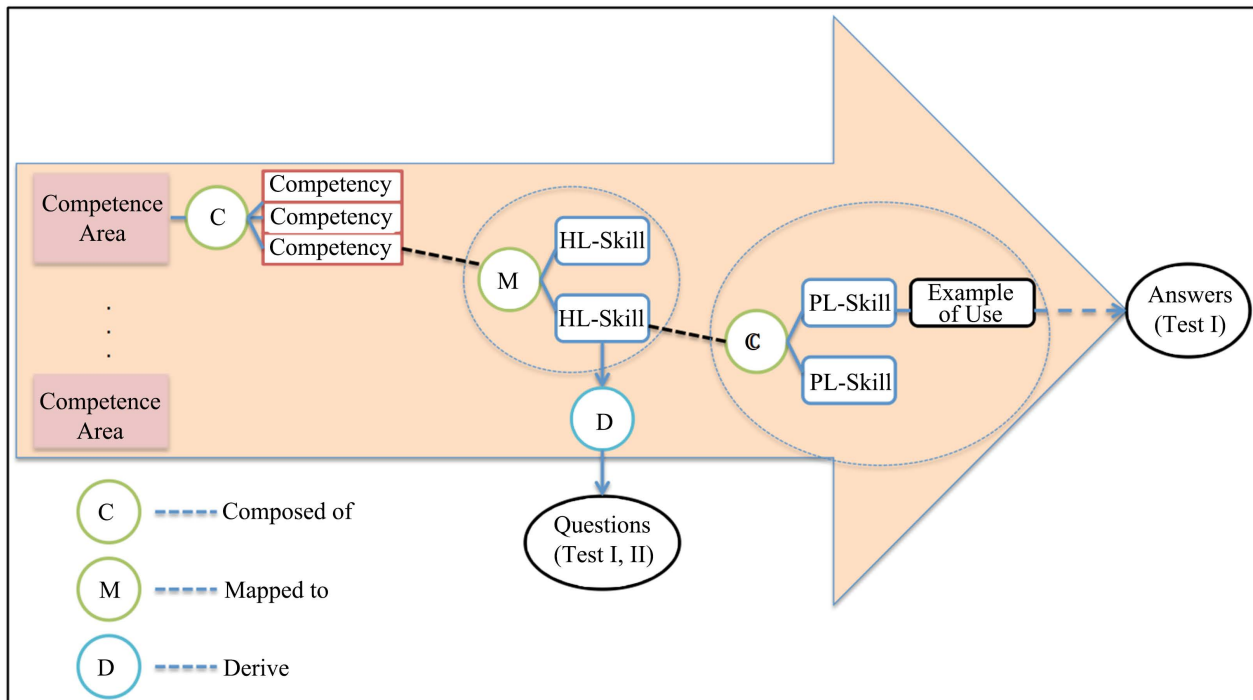 Competence
Area
C
Competency
Competency
Competency
.
.
.
Competence
Area
M
HL-Skill
HL-Skill
ℂ
PL-Skill
PL-Skill
Example
of Use
Answers
(Test I)
D
Questions
(Test I, II)
C Composed of
M Mapped to
D Derive